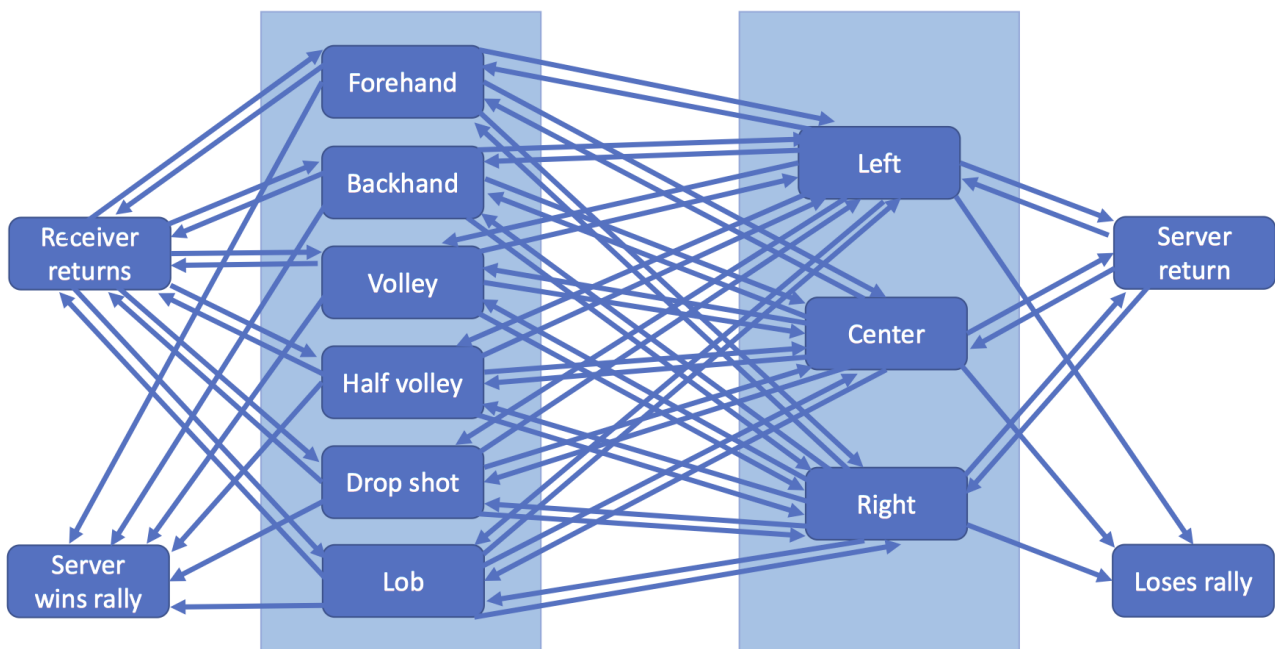 Forehand
Backhand
Volley
Half volley
Drop shot
Lob
Receiver
returns
Server
wins rally
Left
Center
Right
Server
return
Loses rally